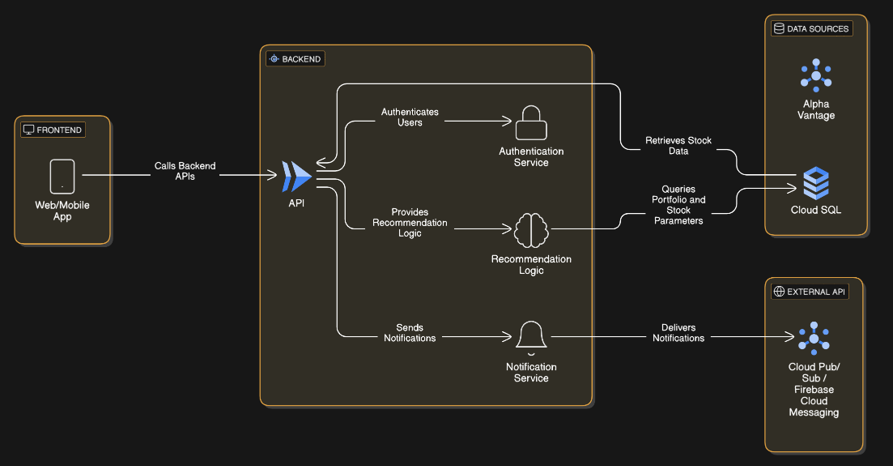 DATA SOURCES
Alpha
Vantage
Cloud SQL
BACKEND
Authenticates
Users
Authentication
Service
Retrieves Stock
Data
FRONTEND
Web/Mobile
App
Calls Backend
APIs
API
Provides
Recommendation
Logic
Recommendation
Logic
Queries
Portfolio and
Stock
Parameters
Sends
Notifications
Notification
Service
Delivers
Notifications
EXTERNAL API
Cloud Pub/
Sub /
Firebase
Cloud
Messaging